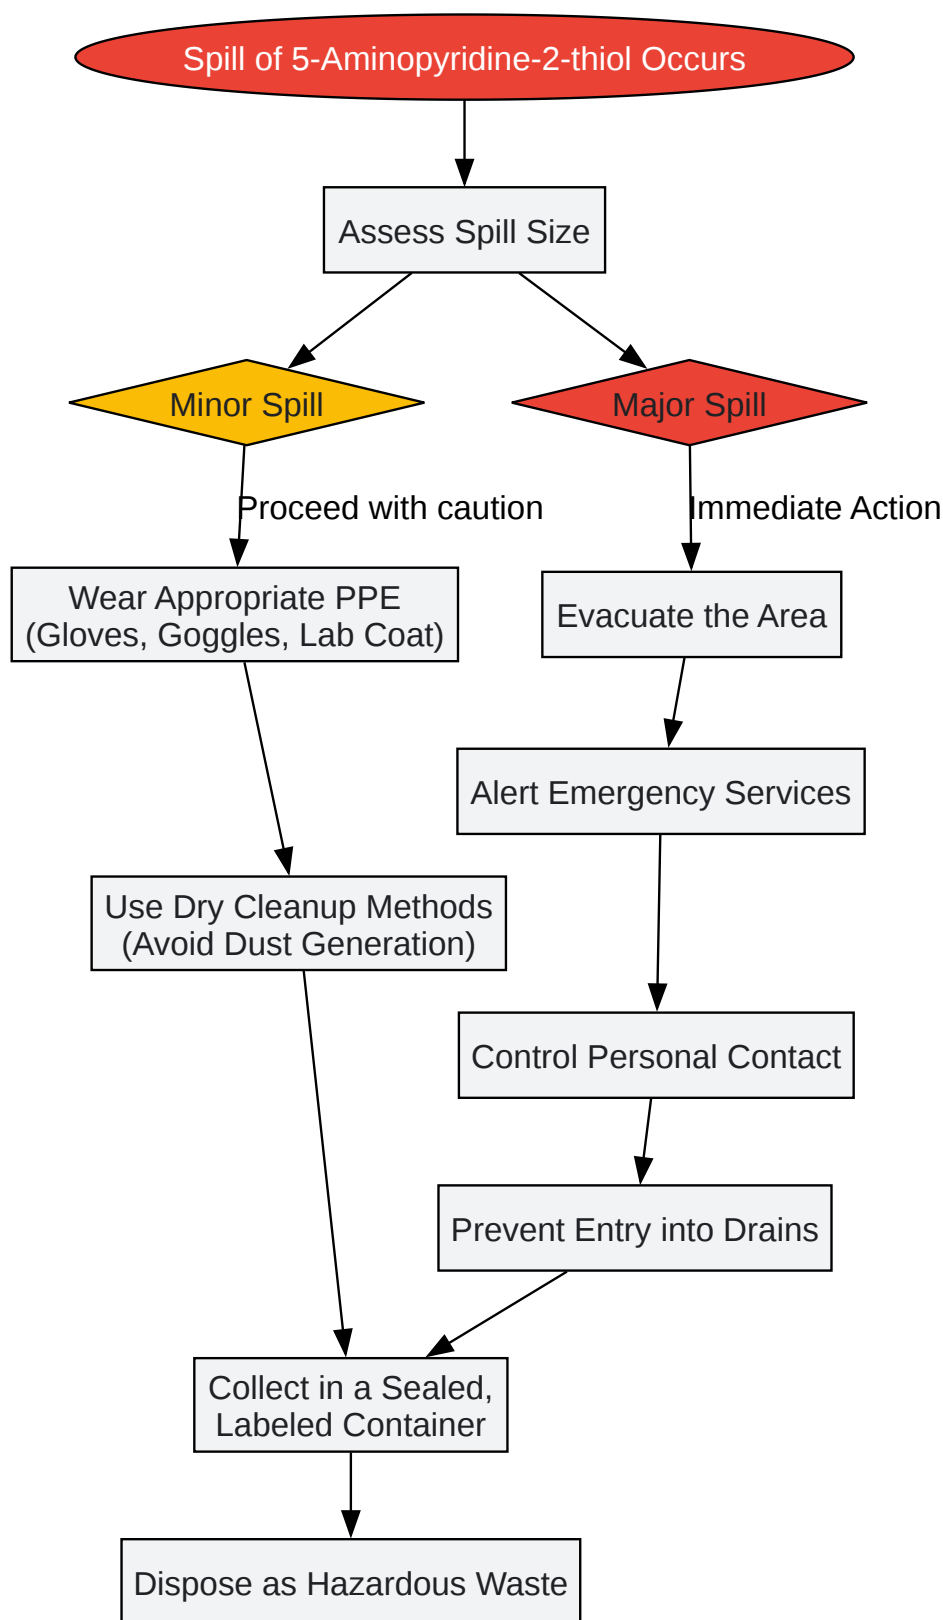 Spill of 5-Aminopyridine-2-thiol Occurs
Assess Spill Size
Minor Spill
Major Spill
Proceed with caution
Immediate Action
Wear Appropriate PPE
(Gloves, Goggles, Lab Coat)
Evacuate the Area
Alert Emergency Services
Use Dry Cleanup Methods
(Avoid Dust Generation)
Control Personal Contact
Prevent Entry into Drains
Collect in a Sealed,
Labeled Container
Dispose as Hazardous Waste